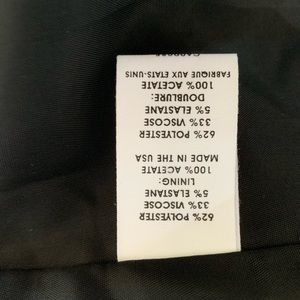 62% POLYESTER
33% VISCOSE
5% ELASTANE
LINING:
100% ACETATE
MADE IN THE USA
62% POLYESTER
33% VISCOSE
5% ELASTANE
DOUBLURE:
100% ACETATE
FABRIQUE AUX ETATS-UNIS